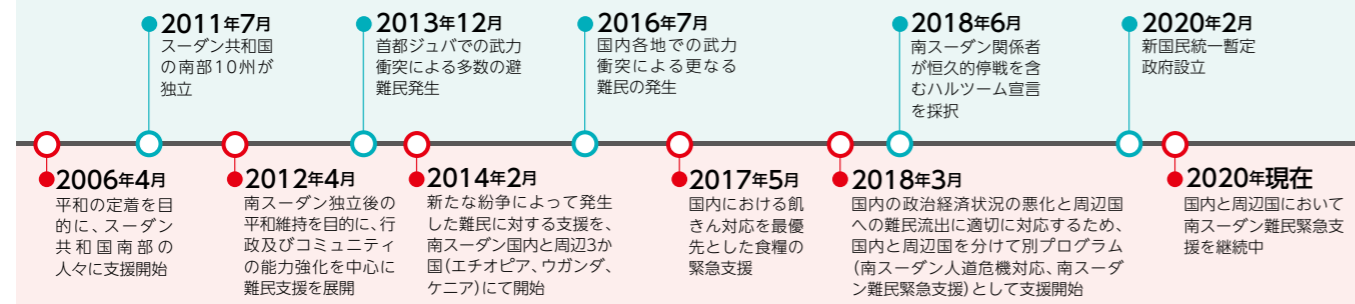 2011年7月
スーダン共和国
の南部10州が
独立
2013年12月
首都ジュバでの武力
衝突による多数の避
難民発生
2016年7月
国内各地での武力
衝突による更なる
難民の発生
2018年6月
南スーダン関係者
が恒久的停戦を含
むハルツーム宣言
を採択
2020年2月
新国民統一暫定
政府設立
2006年4月
平和の定着を目
的に、スーダン
共和国南部の
人々に支援開始
2012年4月
南スーダン独立後の
平和維持を目的に、行
政及びコミュニティ
の能力強化を中心に
難民支援を展開
2014年2月
新たな紛争によって発生
した難民に対する支援を、
南スーダン国内と周辺3か
国(エチオピア、ウガンダ、
ケニア)にて開始
2017年5月
国内における飢
きん対応を最優
先とした食糧の
緊急支援
2018年3月
国内の政治経済状況の悪化と周辺国
への難民流出に適切に対応するため、
国内と周辺国を分けて別プログラム
(南スーダン人道危機対応、南スーダ
ン難民緊急支援)として支援開始
2020年現在
国内と周辺国において
南スーダン難民緊急支
援を継続中